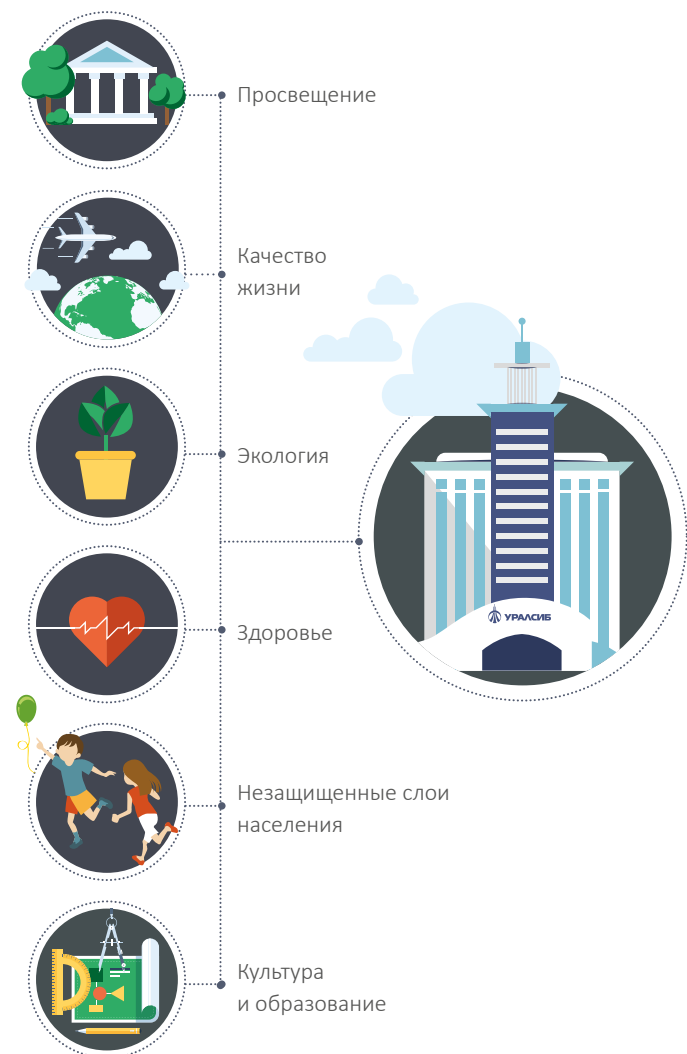 Просвещение
Качество
жизни
Экология
УРАЛСИБ
Здоровье
Незащищенные слои
населения
Культура
и образование